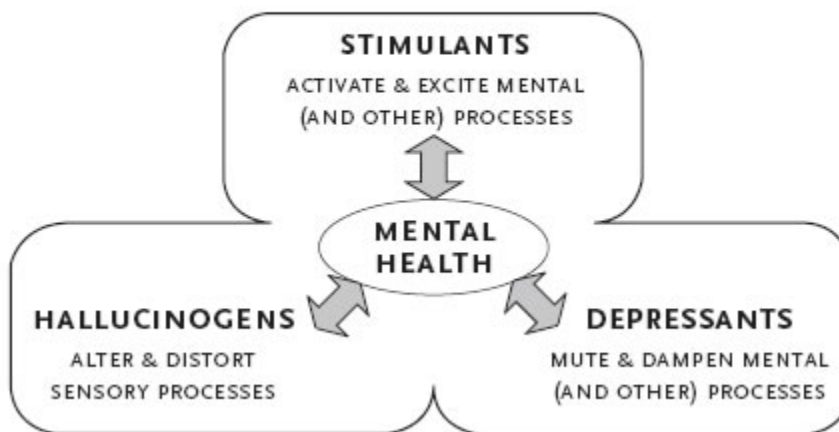 STIMULANTS
ACTIVATE & EXCITE MENTAL
(AND OTHER) PROCESSES
MENTAL
HEALTH
HALLUCINOGENS
ALTER & DISTORT
SENSORY PROCESSES
DEPRESSANTS
MUTE & DAMPEN MENTAL
(AND OTHER) PROCESSES